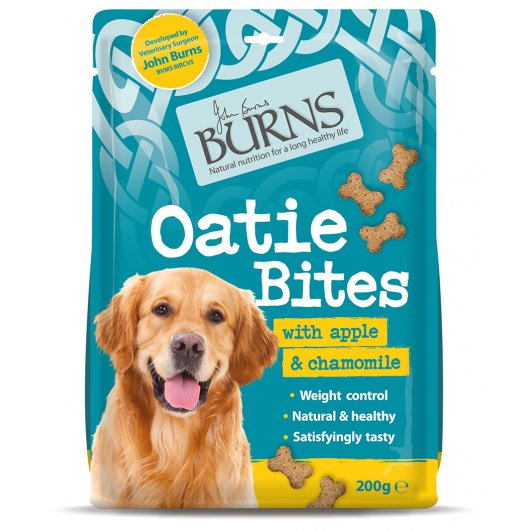 Developed by
Veterinary Surgeon
John Burns
BVMS MRCVS
John Burns
BURNS
Natural nutrition for a long healthy life
Oatie
Bites
with apple
& chamomile
• Weight control
• Natural & healthy
• Satisfyingly tasty
200g ℮